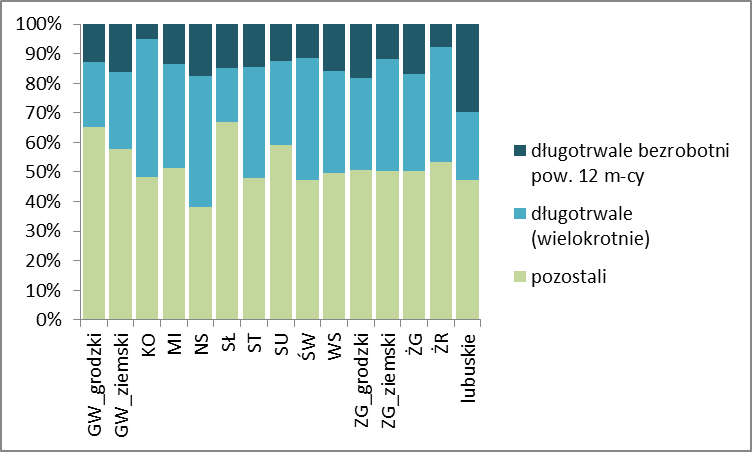 100%
90%
80%
70%
60%
50%
40%
30%
20%
10%
0%
GW_grodzki
GW_ziemski
KO
MI
NS
SŁ
ST
SU
ŚW
WS
ZG_grodzki
ZG_ziemski
ŻG
ŻR
lubuskie
długotrwale bezrobotni
pow. 12 m-cy
długotrwale
(wielokrotnie)
pozostali